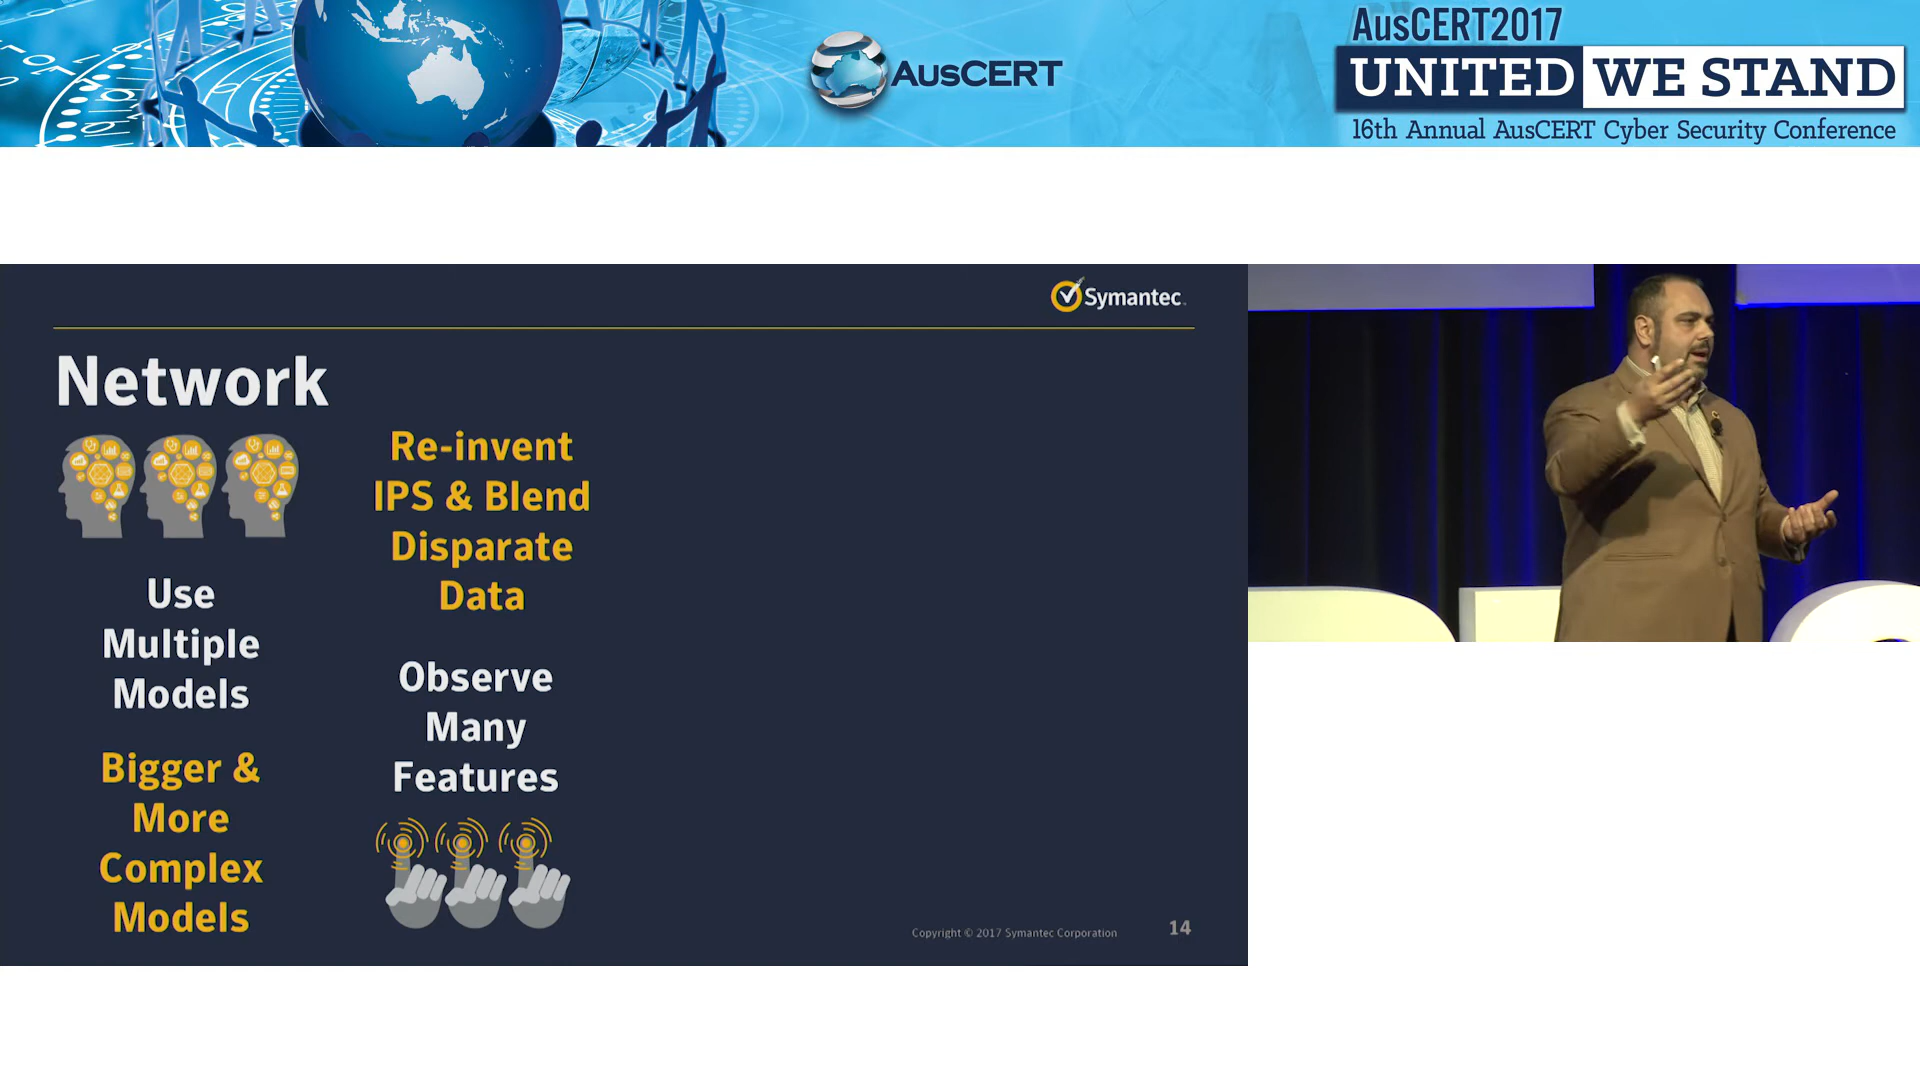 AusCERT
AusCERT2017
UNITED WE STAND
16th Annual AusCERT Cyber Security Conference
Symantec
Network
Use
Multiple
Models
Bigger &
More
Complex
Models
Re-invent
IPS & Blend
Disparate
Data
Observe
Many
Features
Copyright © 2017 Symantec Corporation
14